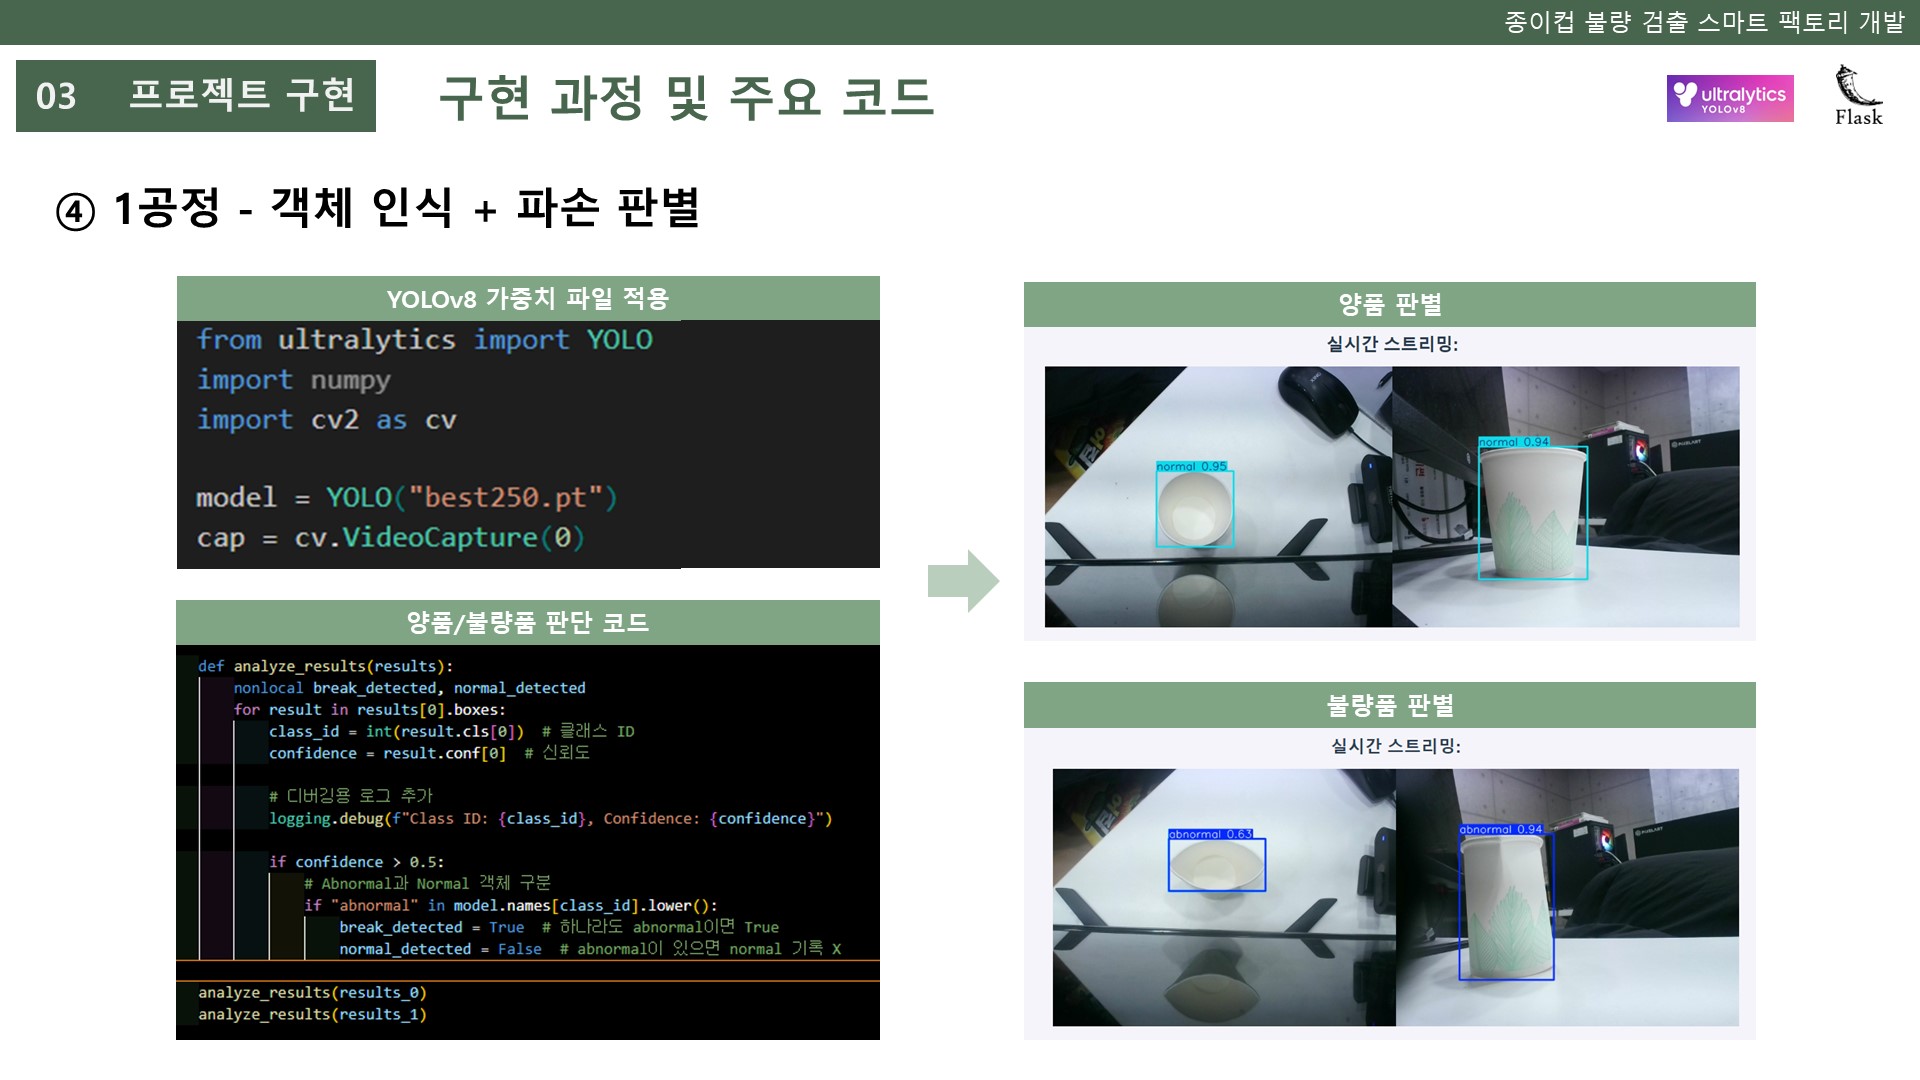 종이컵 불량 검출 스마트 팩토리 개발
03 프로젝트 구현
구현 과정 및 주요 코드
ultralytics
YOLOv8
Flask
④ 1공정 - 객체 인식 + 파손 판별
YOLOv8 가중치 파일 적용
from ultralytics import YOLO
import numpy
import cv2 as cv
model = YOLO("best250.pt")
cap = cv.VideoCapture(0)
양품/불량품 판단 코드
def analyze_results(results):
nonlocal break_detected, normal_detected
for result in results[0].boxes:
class_id = int(result.cls[0]) # 클래스 ID
confidence = result.conf[0] # 신뢰도
# 디버깅용 로그 추가
logging.debug(f"Class ID: {class_id}, Confidence: {confidence}")
if confidence > 0.5:
# Abnormal과 Normal 객체 구분
if "abnormal" in model.names[class_id].lower():
break_detected = True # 하나라도 abnormal이면 True
normal_detected = False # abnormal이 있으면 normal 기록 X
analyze_results(results_0)
analyze_results(results_1)
양품 판별
실시간 스트리밍:
normal 0.95
normal 0.94
불량품 판별
실시간 스트리밍:
abnormal 0.63
abnormal 0.94